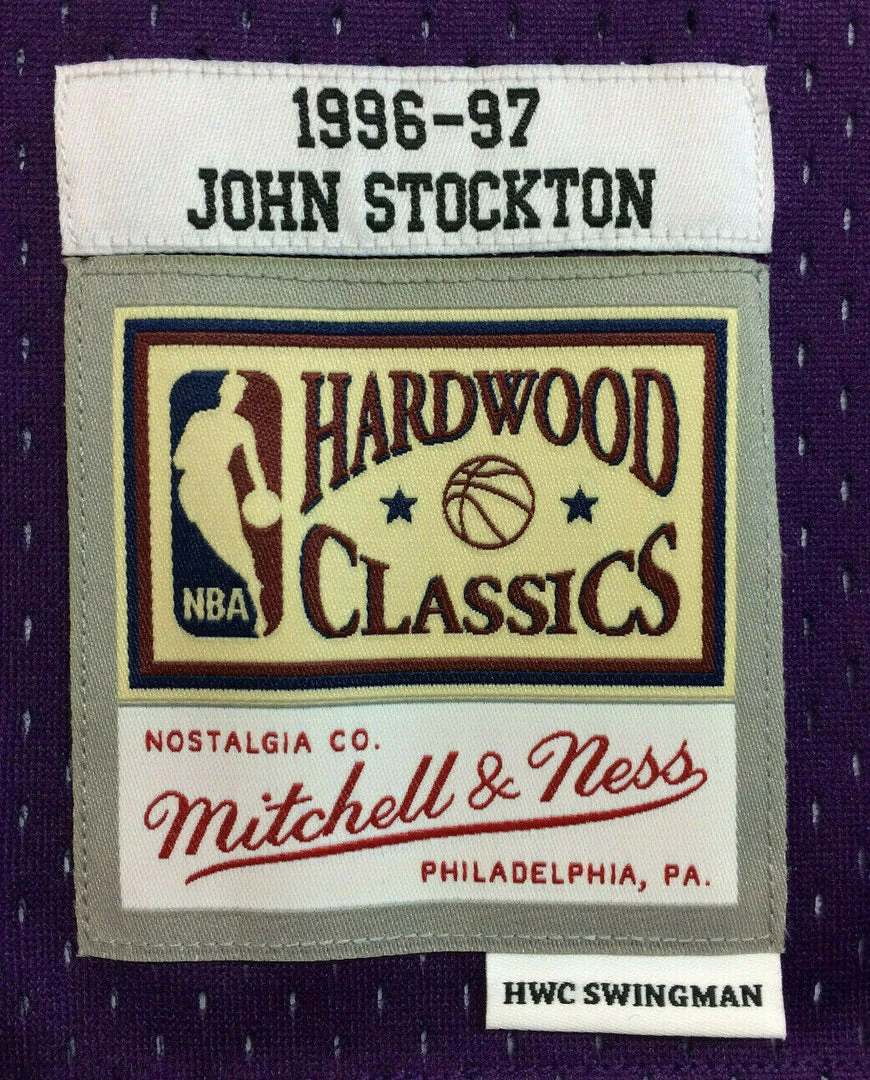 1996-97
JOHN STOCKTON
HARDWOOD
CLASSICS
NBA
NOSTALGIA CO.
Mitchell & Ness
PHILADELPHIA, PA.
HWC SWINGMAN